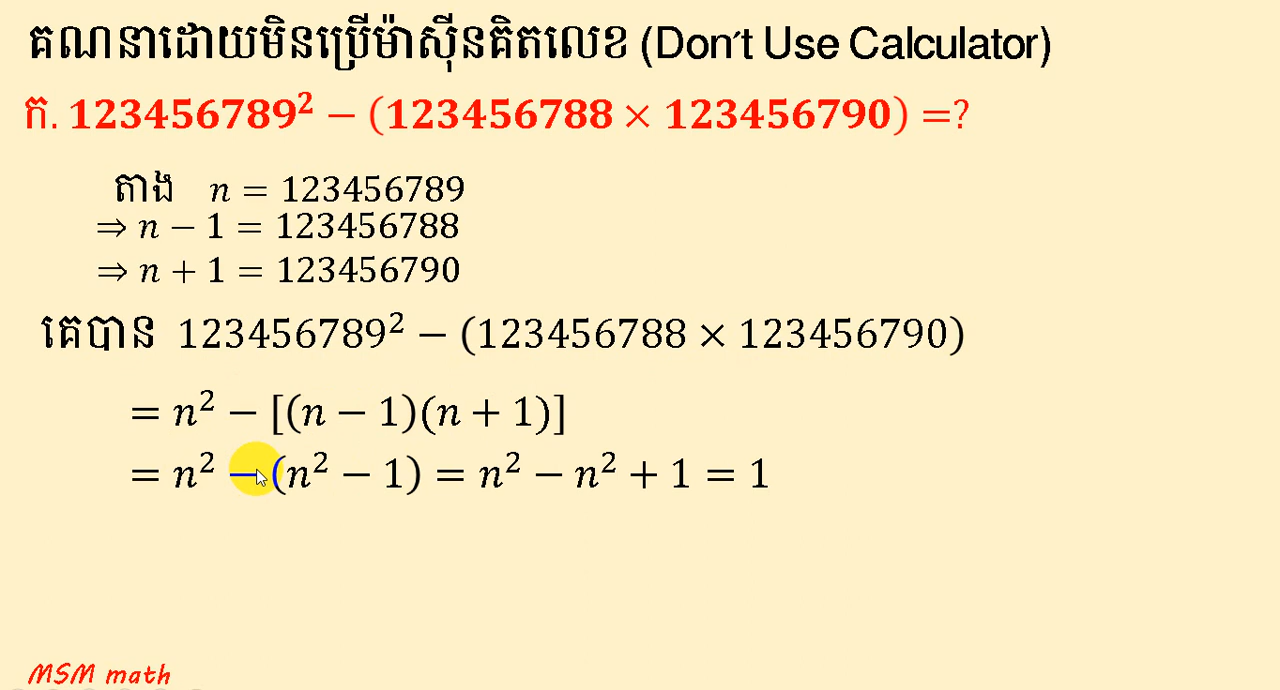 គណនាដោយមិនប្រើម៉ាស៊ីនគិតលេខ (Don´t Use Calculator)
ក. 123456789² − (123456788 × 123456790) =?
តាង n = 123456789
⇒ n − 1 = 123456788
⇒ n + 1 = 123456790
គេបាន 123456789² − (123456788 × 123456790)
= n² − [(n − 1)(n + 1)]
= n² − (n² − 1) = n² − n² + 1 = 1
MSM math